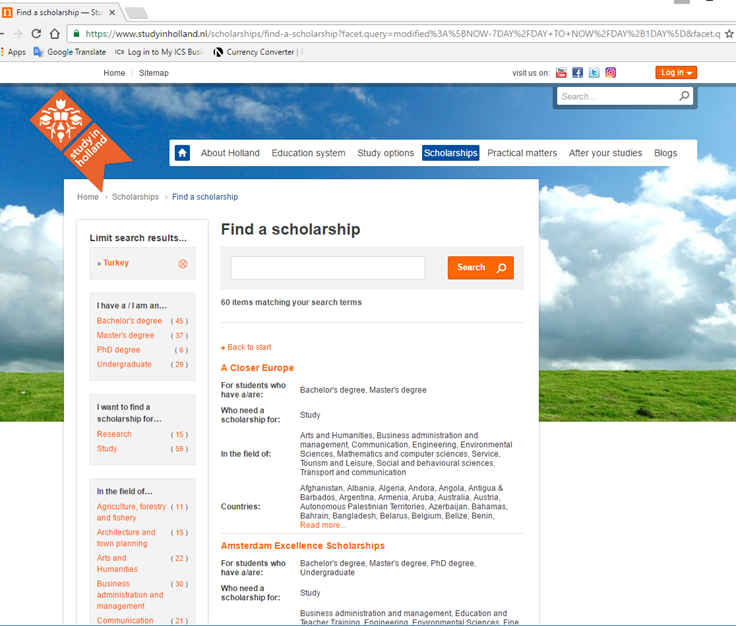 Find a scholarship — Stu
https://www.studyinholland.nl/scholarships/find-a-scholarship?facet.query=modified%3A%5BNOW-7DAY%2FDAY+TO+NOW%2FDAY%2B1DAY%5D&facet.q
Apps Google Translate ICS Log in to My ICS Busi Currency Converter |
Home Sitemap visit us on: Log in
Search...
study in
holland
About Holland Education system Study options Scholarships Practical matters After your studies Blogs
Home › Scholarships › Find a scholarship
Limit search results...
» Turkey
I have a / I am an…
Bachelor's degree ( 45 )
Master's degree ( 37 )
PhD degree ( 6 )
Undergraduate ( 29 )
I want to find a
scholarship for…
Research ( 15 )
Study ( 59 )
In the field of…
Agriculture, forestry ( 11 )
and fishery
Architecture and ( 15 )
town planning
Arts and ( 22 )
Humanities
Business ( 30 )
administration and
management
Communication ( 21 )
Find a scholarship
Search
60 items matching your search terms
Back to start
A Closer Europe
For students who
have a/are:
Bachelor's degree, Master's degree
Who need a
scholarship for:
Study
In the field of:
Arts and Humanities, Business administration and
management, Communication, Engineering, Environmental
Sciences, Mathematics and computer sciences, Service,
Tourism and Leisure, Social and behavioural sciences,
Transport and communication
Countries:
Afghanistan, Albania, Algeria, Andora, Angola, Antigua &
Barbados, Argentina, Armenia, Aruba, Australia, Austria,
Autonomous Palestinian Territories, Azerbaijan, Bahamas,
Bahrain, Bangladesh, Belarus, Belgium, Belize, Benin,
Read more...
Amsterdam Excellence Scholarships
For students who
have a/are:
Bachelor's degree, Master's degree, PhD degree,
Undergraduate
Who need a
scholarship for:
Study
Business administration and management, Education and
Teacher Training, Engineering, Environmental Sciences, Fine